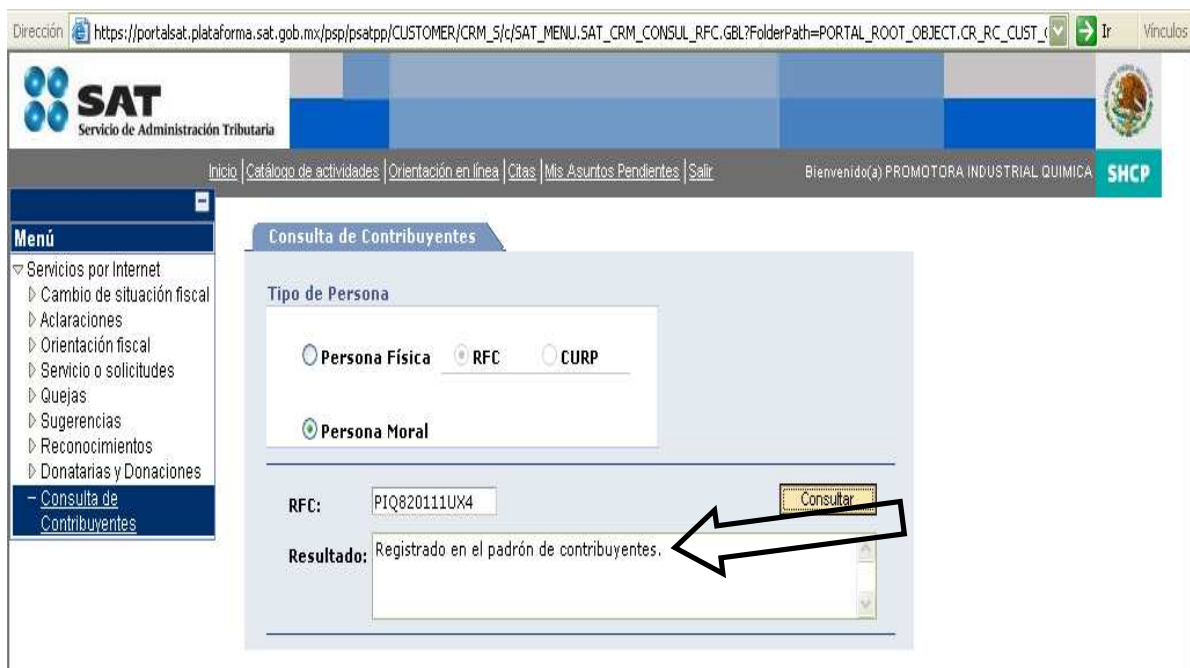 Dirección https://portalsat.plataforma.sat.gob.mx/psp/psatpp/CUSTOMER/CRM_S/c/SAT_MENU.SAT_CRM_CONSUL_RFC.GBL?FolderPath=PORTAL_ROOT_OBJECT.CR_RC_CUST_( Ir Vínculos
SAT
Servicio de Administración Tributaria
Inicio | Catálogo de actividades | Orientación en línea | Citas | Mis Asuntos Pendientes | Salir Bienvenido(a) PROMOTORA INDUSTRIAL QUIMICA SHCP
Menú
Servicios por Internet
Cambio de situación fiscal
Aclaraciones
Orientación fiscal
Servicio o solicitudes
Quejas
Sugerencias
Reconocimientos
Donatarias y Donaciones
Consulta de
Contribuyentes
Consulta de Contribuyentes
Tipo de Persona
Persona Física RFC CURP
Persona Moral
RFC: PIQ820111UX4 Consultar
Resultado: Registrado en el padrón de contribuyentes.